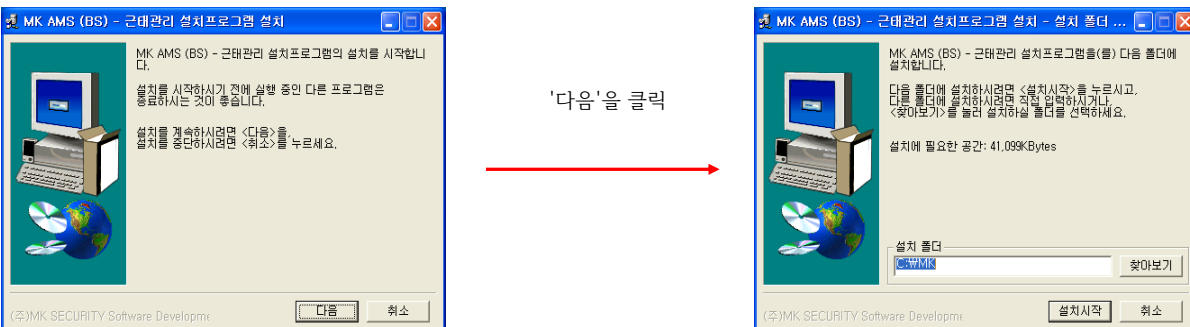 MK AMS (BS) - 근태관리 설치프로그램 설치
MK AMS (BS) - 근태관리 설치프로그램의 설치를 시작합니
다.
설치를 시작하시기 전에 실행 중인 다른 프로그램은
종료하시는 것이 좋습니다.
설치를 계속하시려면 <다음>을,
설치를 중단하시려면 <취소>를 누르세요.
(주)MK SECURITY Software Developme
다음
취소
'다음'을 클릭
MK AMS (BS) - 근태관리 설치프로그램 설치 - 설치 폴더 ...
MK AMS (BS) - 근태관리 설치프로그램을(를) 다음 폴더에
설치합니다.
다음 폴더에 설치하시려면 <설치시작>을 누르시고,
다른 폴더에 설치하시려면 직접 입력하시거나,
<찾아보기>를 눌러 설치하실 폴더를 선택하세요.
설치에 필요한 공간: 41,099KBytes
설치 폴더
C:₩MK
찾아보기
(주)MK SECURITY Software Developme
설치시작
취소